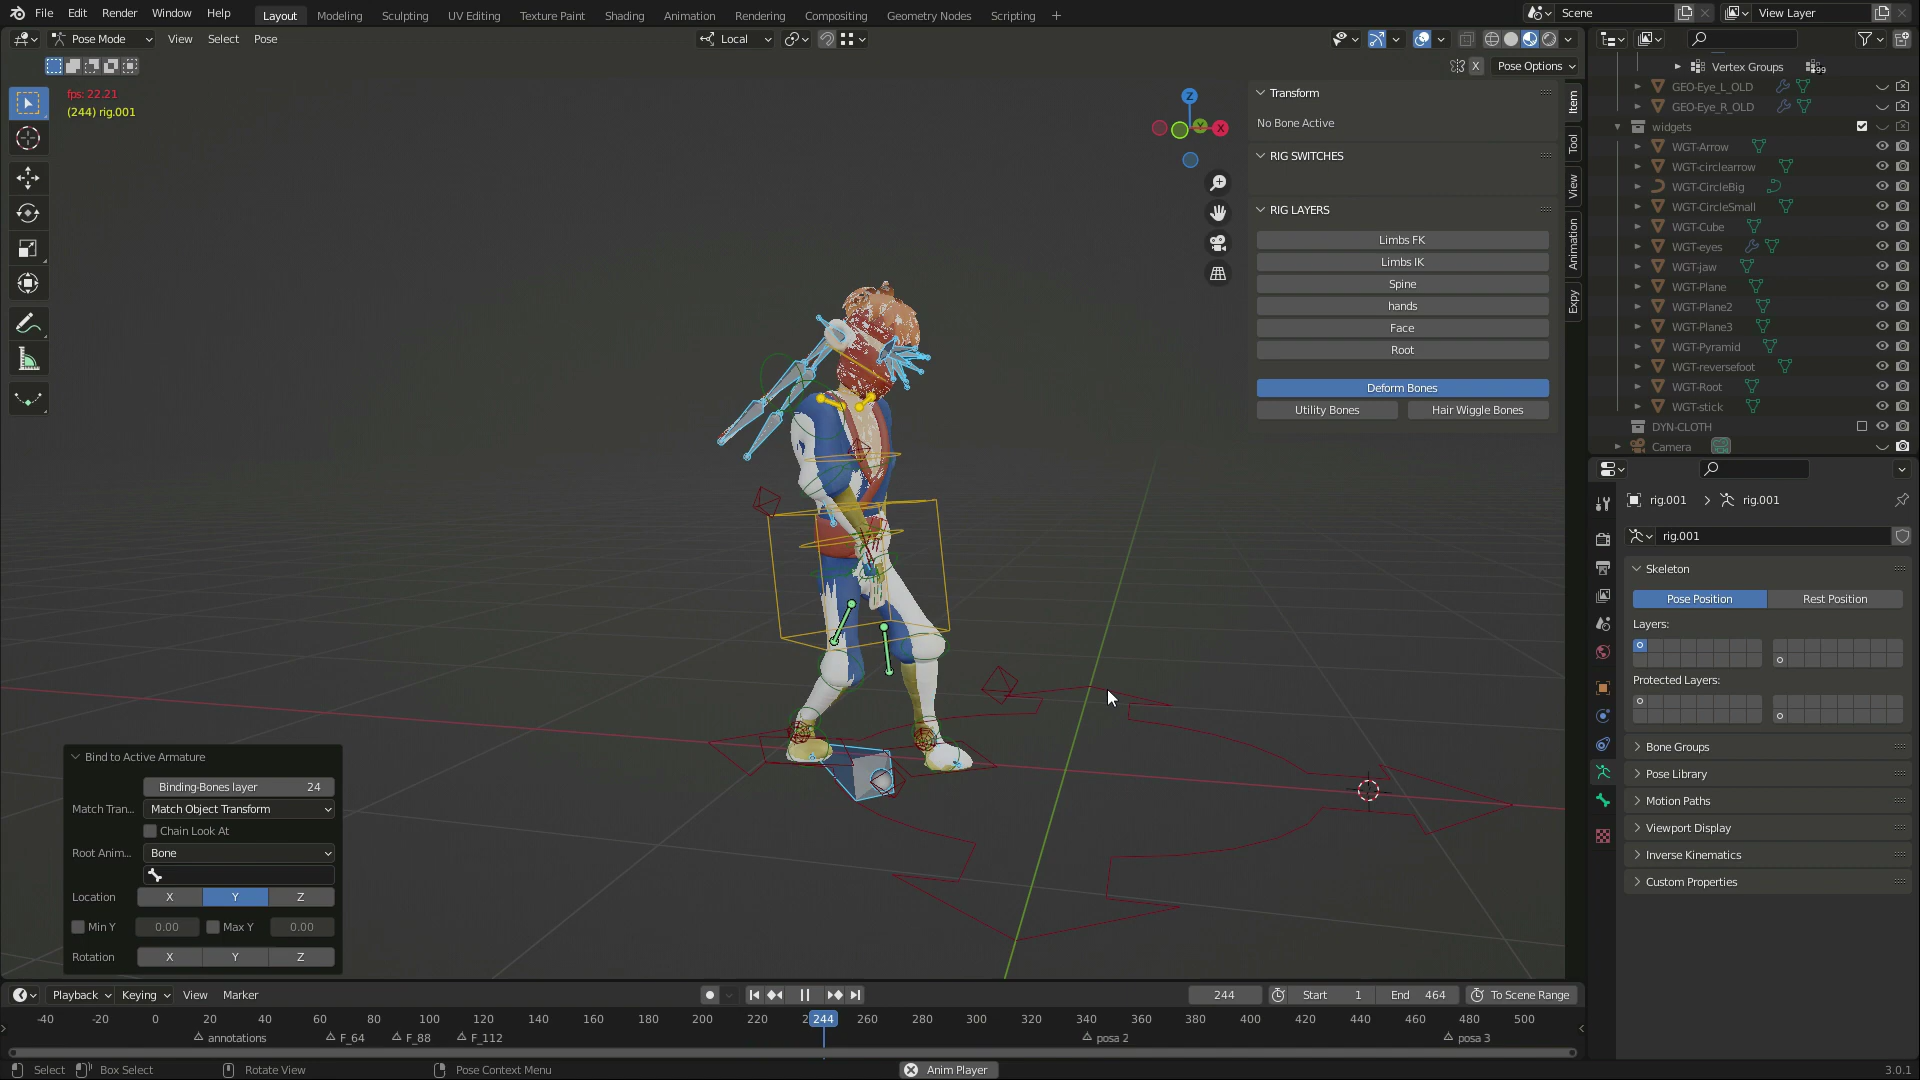 File Edit Render Window Help
Layout Modeling Sculpting UV Editing Texture Paint Shading Animation Rendering Compositing Geometry Nodes Scripting +
Scene
View Layer
Pose Mode View Select Pose
Local
X Pose Options
fps: 22.21
(244) rig.001
Z
Y
X
Transform
No Bone Active
RIG SWITCHES
RIG LAYERS
Limbs FK
Limbs IK
Spine
hands
Face
Root
Deform Bones
Utility Bones Hair Wiggle Bones
Item
Tool
View
Animation
Expy
Vertex Groups 99
GEO-Eye_L_OLD
GEO-Eye_R_OLD
widgets
WGT-Arrow
WGT-circlearrow
WGT-CircleBig
WGT-CircleSmall
WGT-Cube
WGT-eyes
WGT-jaw
WGT-Plane
WGT-Plane2
WGT-Plane3
WGT-Pyramid
WGT-reversefoot
WGT-Root
WGT-stick
DYN-CLOTH
Camera
rig.001 rig.001
rig.001
Skeleton
Pose Position Rest Position
Layers:
Protected Layers:
Bone Groups
Pose Library
Motion Paths
Viewport Display
Inverse Kinematics
Custom Properties
Bind to Active Armature
Binding-Bones layer 24
Match Tran... Match Object Transform
Chain Look At
Root Anim... Bone
Location X Y Z
Min Y 0.00 Max Y 0.00
Rotation X Y Z
Playback Keying View Marker
244 Start 1 End 464 To Scene Range
-40 -20 0 20 40 60 80 100 120 140 160 180 200 220 2 244 260 280 300 320 340 360 380 400 420 440 460 480 500
annotations F_64 F_88 F_112 posa 2 posa 3
Select Box Select Rotate View Pose Context Menu Anim Player 3.0.1